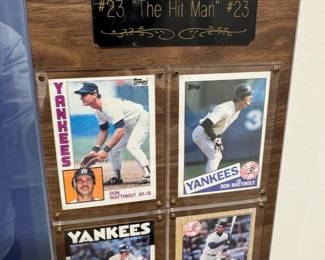 #23 "The Hit Man" #23
Topps
YANKEES
DON MATTINGLY OF-1B
Topps
YANKEES
DON MATTINGLY
YANKEES